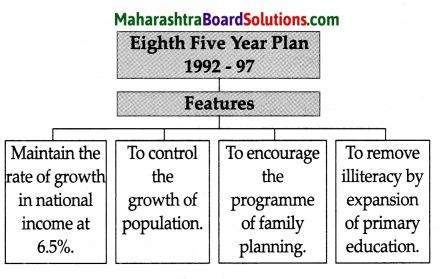 MaharashtraBoardSolutions.com
Eighth Five Year Plan
1992 - 97
Features
Maintain the
rate of growth
in national
income at
6.5%.
To control
the
growth of
population.
To encourage
the
programme
of family
planning.
To remove
illiteracy by
expansion
of primary
education.